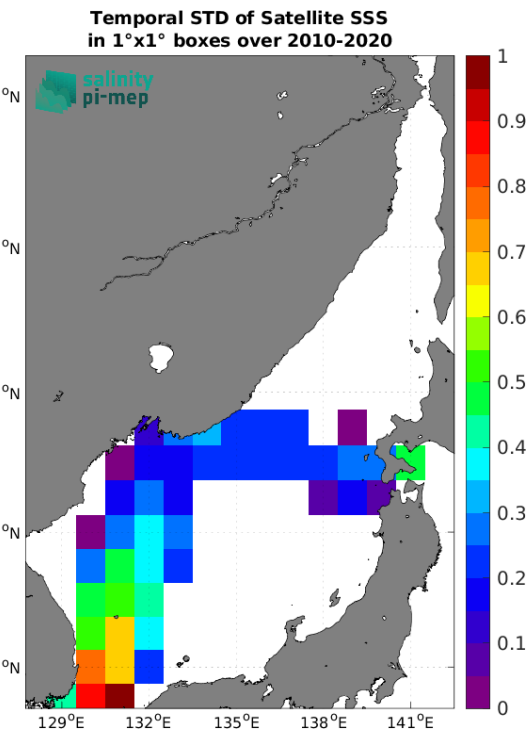 Temporal STD of Satellite SSS
in 1°x1° boxes over 2010-2020
salinity
pi-mep
°N
°N
°N
°N
°N
129°E 132°E 135°E 138°E 141°E
1
0.9
0.8
0.7
0.6
0.5
0.4
0.3
0.2
0.1
0